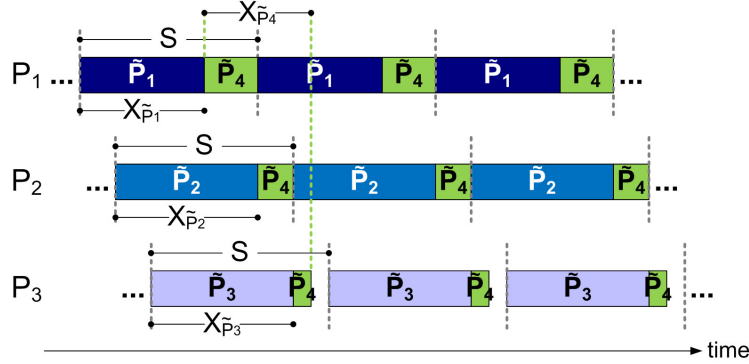 X_P̃4
S
P1 ... P̃1 P̃4 P̃1 P̃4 P̃1 P̃4 ...
X_P̃1
S
P2 ... P̃2 P̃4 P̃2 P̃4 P̃2 P̃4 ...
X_P̃2
S
P3 ... P̃3 P̃4 P̃3 P̃4 P̃3 P̃4 ...
X_P̃3
time